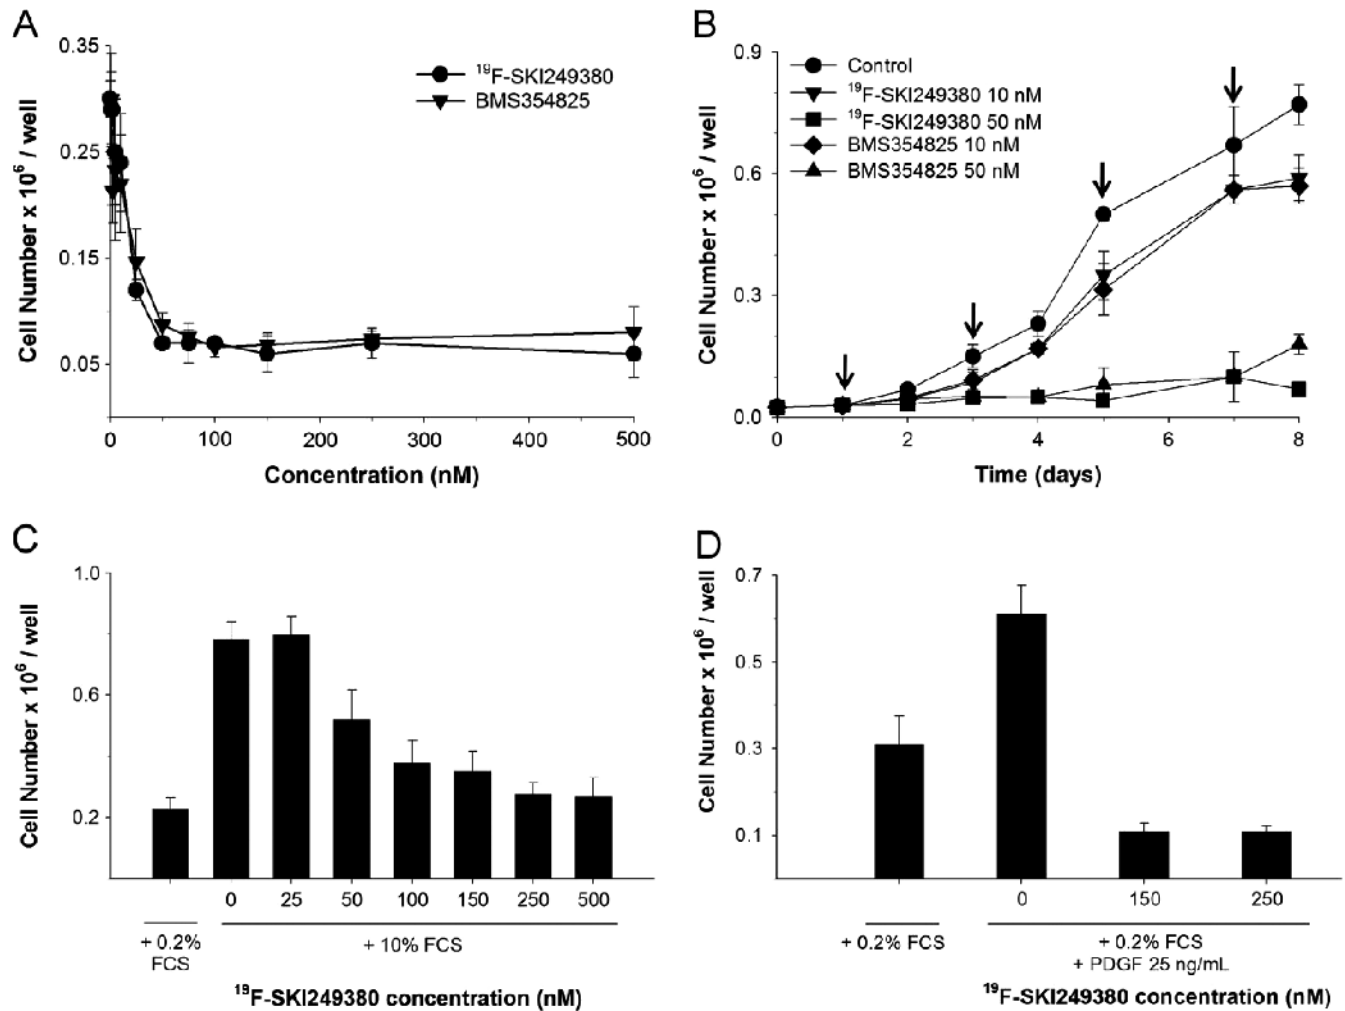 A
0.35
0.25
0.15
0.05
Cell Number x 10⁶ / well
¹⁹F-SKI249380
BMS354825
0 100 200 300 400 500
Concentration (nM)
B
0.9
0.6
0.3
0.0
Cell Number x 10⁶ / well
Control
¹⁹F-SKI249380 10 nM
¹⁹F-SKI249380 50 nM
BMS354825 10 nM
BMS354825 50 nM
0 2 4 6 8
Time (days)
C
1.0
0.6
0.2
Cell Number x 10⁶ / well
0 25 50 100 150 250 500
+ 0.2%
FCS
+ 10% FCS
¹⁹F-SKI249380 concentration (nM)
D
0.7
0.5
0.3
0.1
Cell Number x 10⁶ / well
0 150 250
+ 0.2% FCS
+ 0.2% FCS
+ PDGF 25 ng/mL
¹⁹F-SKI249380 concentration (nM)